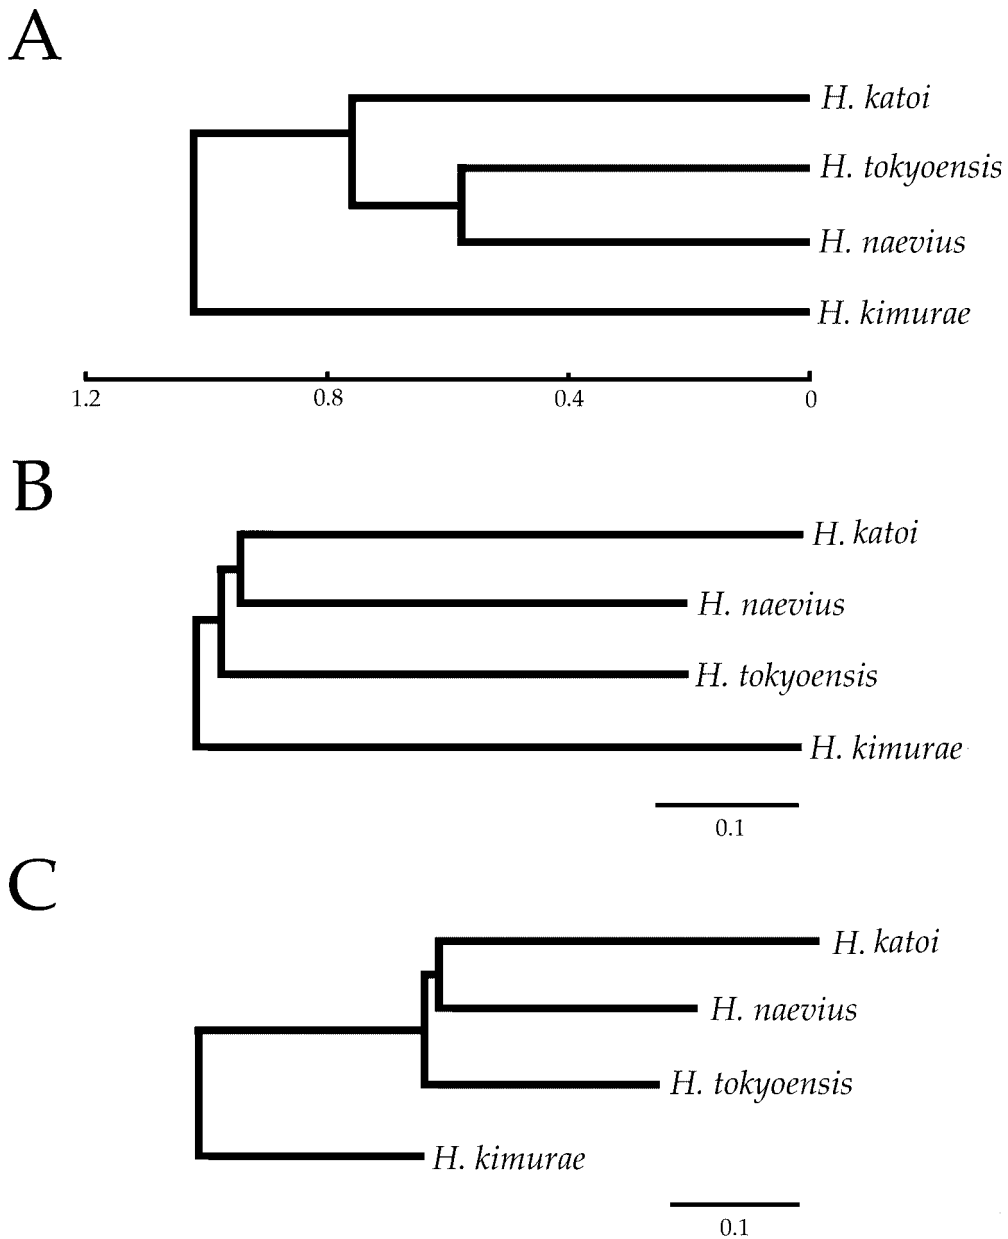 A
H. katoi
H. tokyoensis
H. naevius
H. kimurae
1.2 0.8 0.4 0
B
H. katoi
H. naevius
H. tokyoensis
H. kimurae
0.1
C
H. katoi
H. naevius
H. tokyoensis
H. kimurae
0.1